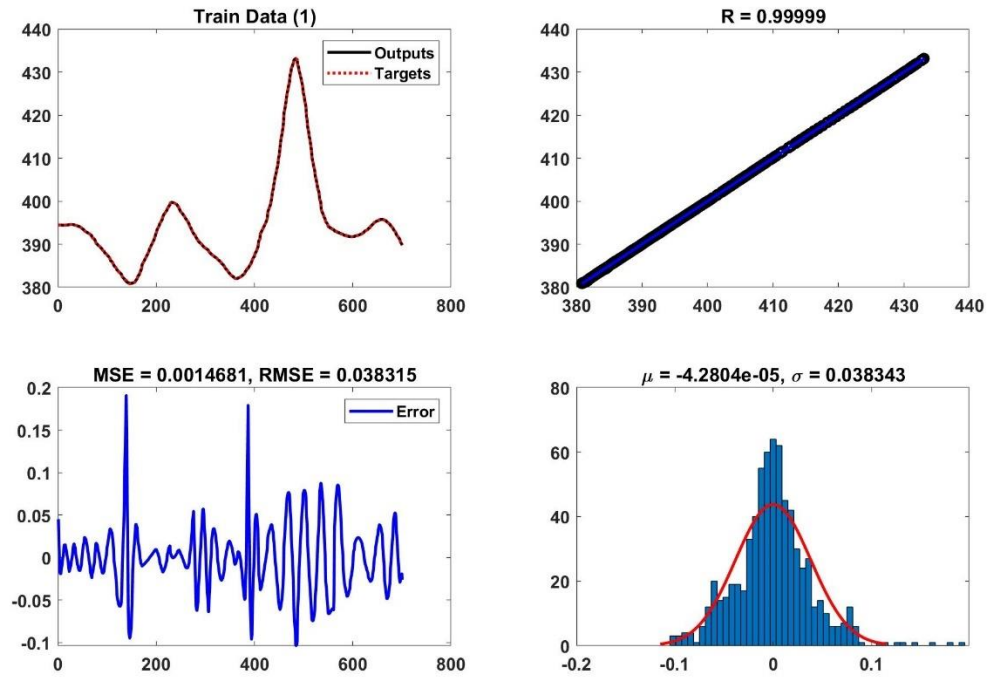 Train Data (1)
440
430
420
410
400
390
380
0 200 400 600 800
Outputs
Targets
R = 0.99999
440
430
420
410
400
390
380
380 390 400 410 420 430 440
MSE = 0.0014681, RMSE = 0.038315
0.2
0.15
0.1
0.05
0
-0.05
-0.1
0 200 400 600 800
Error
μ = -4.2804e-05, σ = 0.038343
80
60
40
20
0
-0.2 -0.1 0 0.1